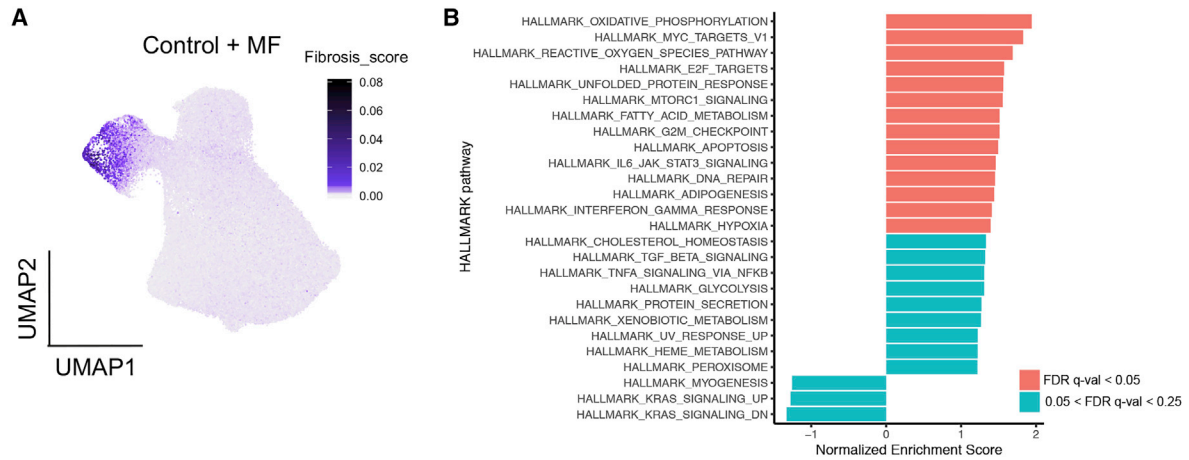 A
Control + MF
Fibrosis_score
0.08
0.06
0.04
0.02
0.00
UMAP2
UMAP1
B
HALLMARK pathway
HALLMARK_OXIDATIVE_PHOSPHORYLATION
HALLMARK_MYC_TARGETS_V1
HALLMARK_REACTIVE_OXYGEN_SPECIES_PATHWAY
HALLMARK_E2F_TARGETS
HALLMARK_UNFOLDED_PROTEIN_RESPONSE
HALLMARK_MTORC1_SIGNALING
HALLMARK_FATTY_ACID_METABOLISM
HALLMARK_G2M_CHECKPOINT
HALLMARK_APOPTOSIS
HALLMARK_IL6_JAK_STAT3_SIGNALING
HALLMARK_DNA_REPAIR
HALLMARK_ADIPOGENESIS
HALLMARK_INTERFERON_GAMMA_RESPONSE
HALLMARK_HYPOXIA
HALLMARK_CHOLESTEROL_HOMEOSTASIS
HALLMARK_TGF_BETA_SIGNALING
HALLMARK_TNFA_SIGNALING_VIA_NFKB
HALLMARK_GLYCOLYSIS
HALLMARK_PROTEIN_SECRETION
HALLMARK_XENOBIOTIC_METABOLISM
HALLMARK_UV_RESPONSE_UP
HALLMARK_HEME_METABOLISM
HALLMARK_PEROXISOME
HALLMARK_MYOGENESIS
HALLMARK_KRAS_SIGNALING_UP
HALLMARK_KRAS_SIGNALING_DN
FDR q-val < 0.05
0.05 < FDR q-val < 0.25
−1 0 1 2
Normalized Enrichment Score